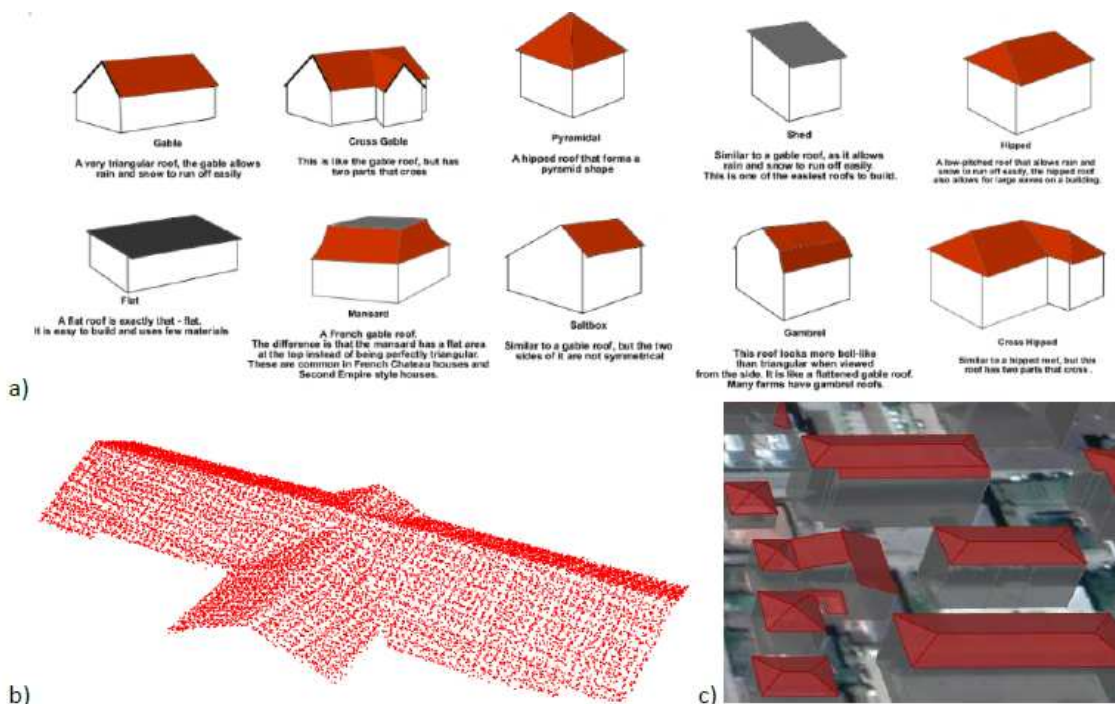 Gable
A very triangular roof, the gable allows
rain and snow to run off easily
Cross Gable
This is like the gable roof, but has
two parts that cross
Pyramidal
A hipped roof that forms a
pyramid shape
Shed
Similar to a gable roof, as it allows
rain and snow to run off easily.
This is one of the easiest roofs to build.
Hipped
A low-pitched roof that allows rain and
snow to run off easily, the hipped roof
also allows for large eaves on a building.
Flat
A flat roof is exactly that - flat.
It is easy to build and uses few materials
Mansard
A French gable roof.
The difference is that the mansard has a flat area
at the top instead of being perfectly triangular.
These are common in French Chateau houses and
Second Empire style houses.
Saltbox
Similar to a gable roof, but the two
sides of it are not symmetrical
Gambrel
This roof looks more bell-like
than triangular when viewed
from the side. It is like a flattened gable roof.
Many farms have gambrel roofs.
Cross Hipped
Similar to a hipped roof, but this
roof has two parts that cross .
a)
b)
c)